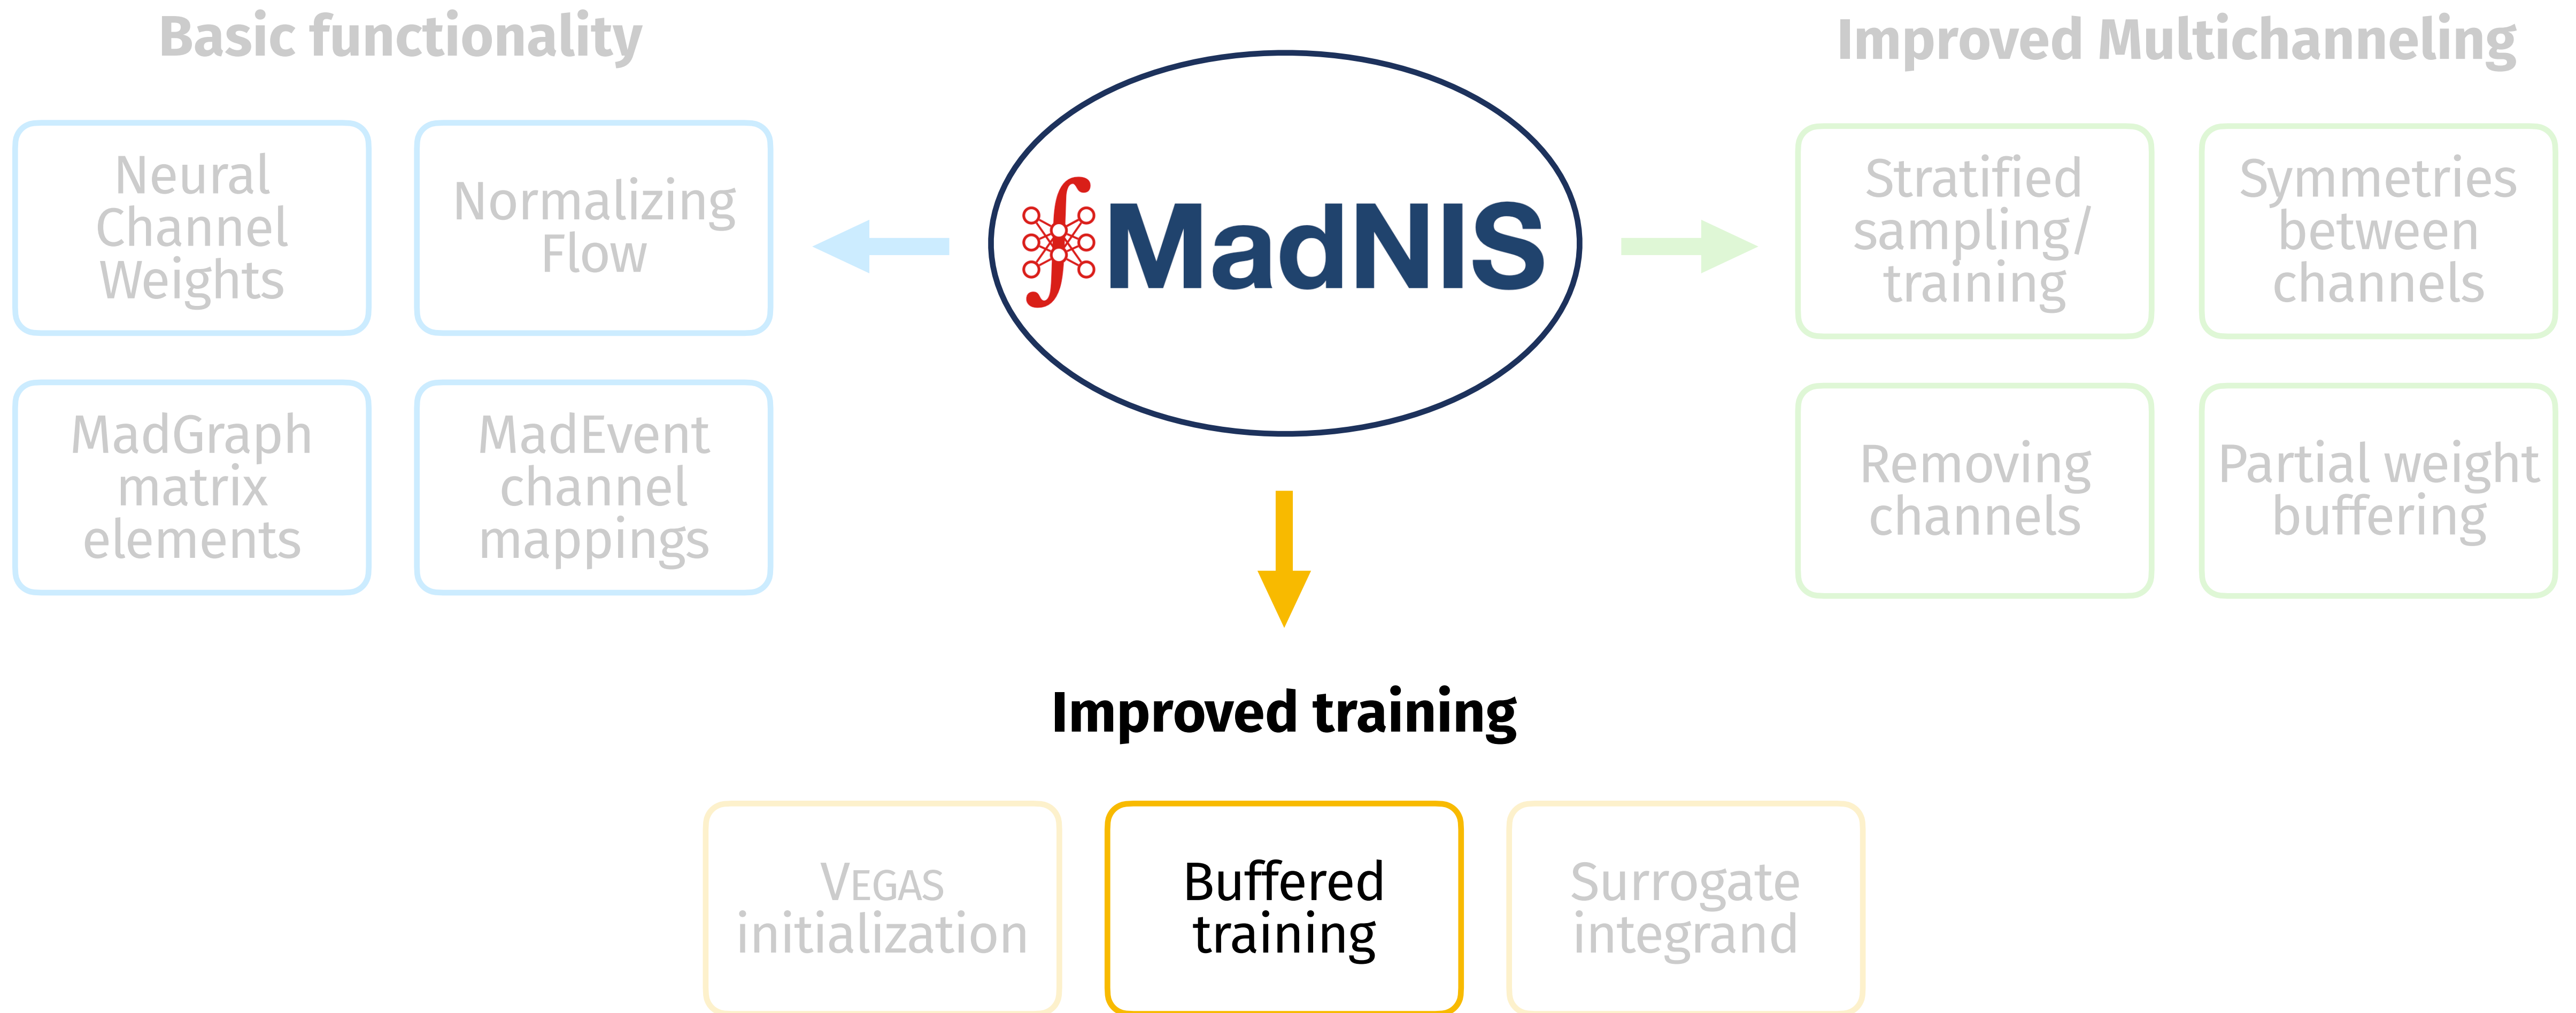 Basic functionality
Neural
Channel
Weights
Normalizing
Flow
MadGraph
matrix
elements
MadEvent
channel
mappings
MadNIS
Improved Multichanneling
Stratified
sampling/
training
Symmetries
between
channels
Removing
channels
Partial weight
buffering
Improved training
VEGAS
initialization
Buffered
training
Surrogate
integrand